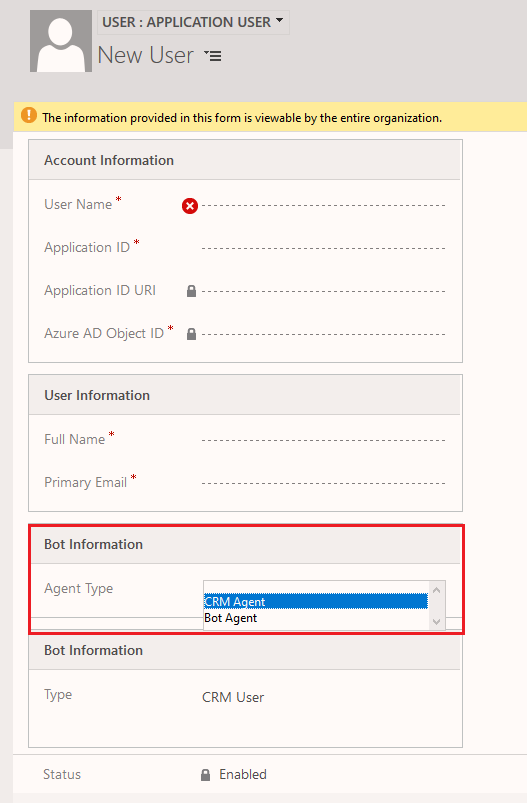 USER : APPLICATION USER
New User
The information provided in this form is viewable by the entire organization.
Account Information
User Name *
Application ID *
Application ID URI
Azure AD Object ID *
User Information
Full Name *
Primary Email *
Bot Information
Agent Type
CRM Agent
Bot Agent
Bot Information
Type CRM User
Status Enabled